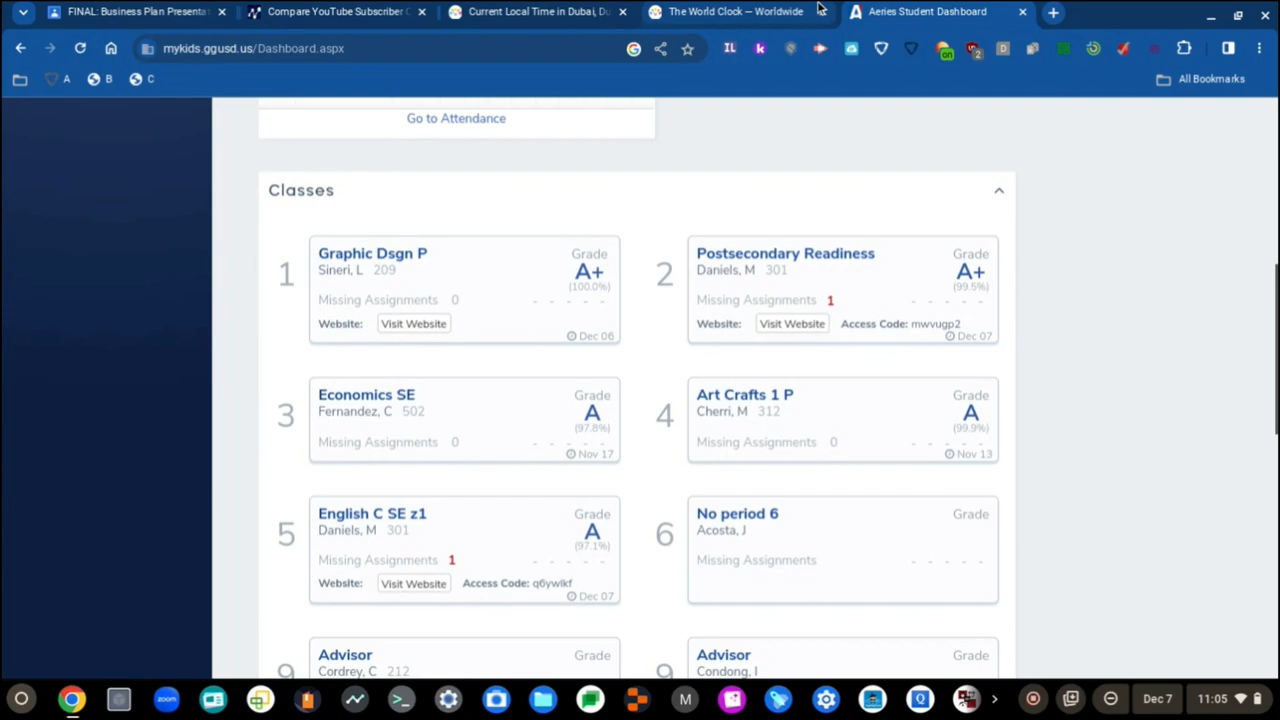 FINAL: Business Plan Presentat
Compare YouTube Subscriber C
Current Local Time in Dubai, Du
The World Clock — Worldwide
Aeries Student Dashboard
mykids.ggusd.us/Dashboard.aspx
A B C
All Bookmarks
Go to Attendance
Classes
1
Graphic Dsgn P Grade
Sineri, L 209 A+
(100.0%)
Missing Assignments 0 - - - - -
Website: Visit Website
Dec 06
2
Postsecondary Readiness Grade
Daniels, M 301 A+
(99.5%)
Missing Assignments 1 - - - - -
Website: Visit Website Access Code: mwvugp2
Dec 07
3
Economics SE Grade
Fernandez, C 502 A
(97.8%)
Missing Assignments 0 - - - - -
Nov 17
4
Art Crafts 1 P Grade
Cherri, M 312 A
(99.9%)
Missing Assignments 0 - - - - -
Nov 13
5
English C SE z1 Grade
Daniels, M 301 A
(97.1%)
Missing Assignments 1 - - - - -
Website: Visit Website Access Code: q6ywlkf
Dec 07
6
No period 6 Grade
Acosta, J
Missing Assignments - - - - -
9
Advisor Grade
Cordrey, C 212
9
Advisor Grade
Condong, I
zoom
M
Q
Dec 7
11:05